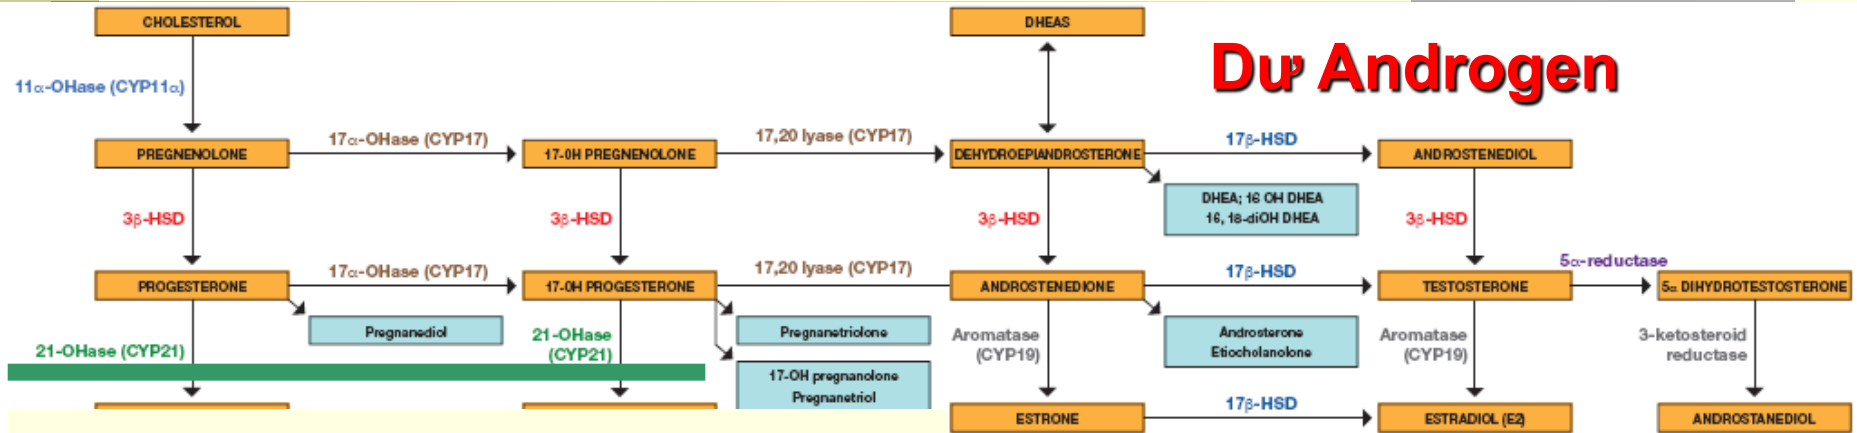 CHOLESTEROL
DHEAS
Dư Androgen
11α-OHase (CYP11α)
17α-OHase (CYP17)
17,20 lyase (CYP17)
17β-HSD
PREGNENOLONE
17-0H PREGNENOLONE
DEHYDROEPIANDROSTERONE
ANDROSTENEDIOL
DHEA; 16 OH DHEA
16, 18-diOH DHEA
3β-HSD
3β-HSD
3β-HSD
3β-HSD
17α-OHase (CYP17)
17,20 lyase (CYP17)
17β-HSD
5α-reductase
PROGESTERONE
17-0H PROGESTERONE
ANDROSTENEDIONE
TESTOSTERONE
5α DIHYDROTESTOSTERONE
Pregnanediol
21-OHase
(CYP21)
Pregnanetriolone
Aromatase
(CYP19)
Androsterone
Etiocholanolone
Aromatase
(CYP19)
3-ketosteroid
reductase
21-OHase (CYP21)
17-OH pregnanolone
Pregnanetriol
17β-HSD
ESTRONE
ESTRADIOL (E2)
ANDROSTANEDIOL